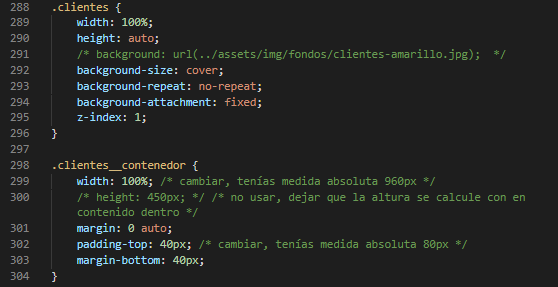 288 .clientes {
289 width: 100%;
290 height: auto;
291 /* background: url(../assets/img/fondos/clientes-amarillo.jpg);  */
292 background-size: cover;
293 background-repeat: no-repeat;
294 background-attachment: fixed;
295 z-index: 1;
296 }
297
298 .clientes__contenedor {
299 width: 100%; /* cambiar, tenías medida absoluta 960px */
300 /* height: 450px; */ /* no usar, dejar que la altura se calcule con en
contenido dentro */
301 margin: 0 auto;
302 padding-top: 40px; /* cambiar, tenías medida absoluta 80px */
303 margin-bottom: 40px;
304 }